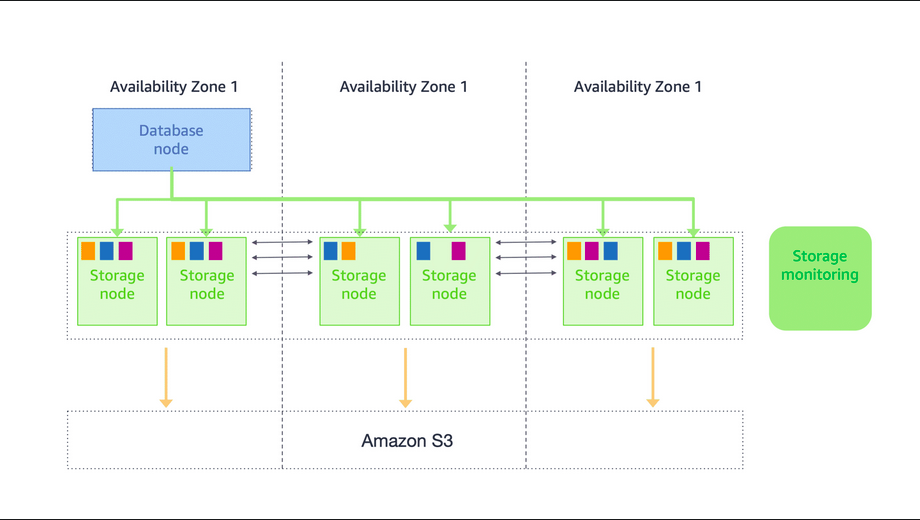 Availability Zone 1
Availability Zone 1
Availability Zone 1
Database
node
Storage
node
Storage
node
Storage
node
Storage
node
Storage
node
Storage
node
Storage
monitoring
Amazon S3